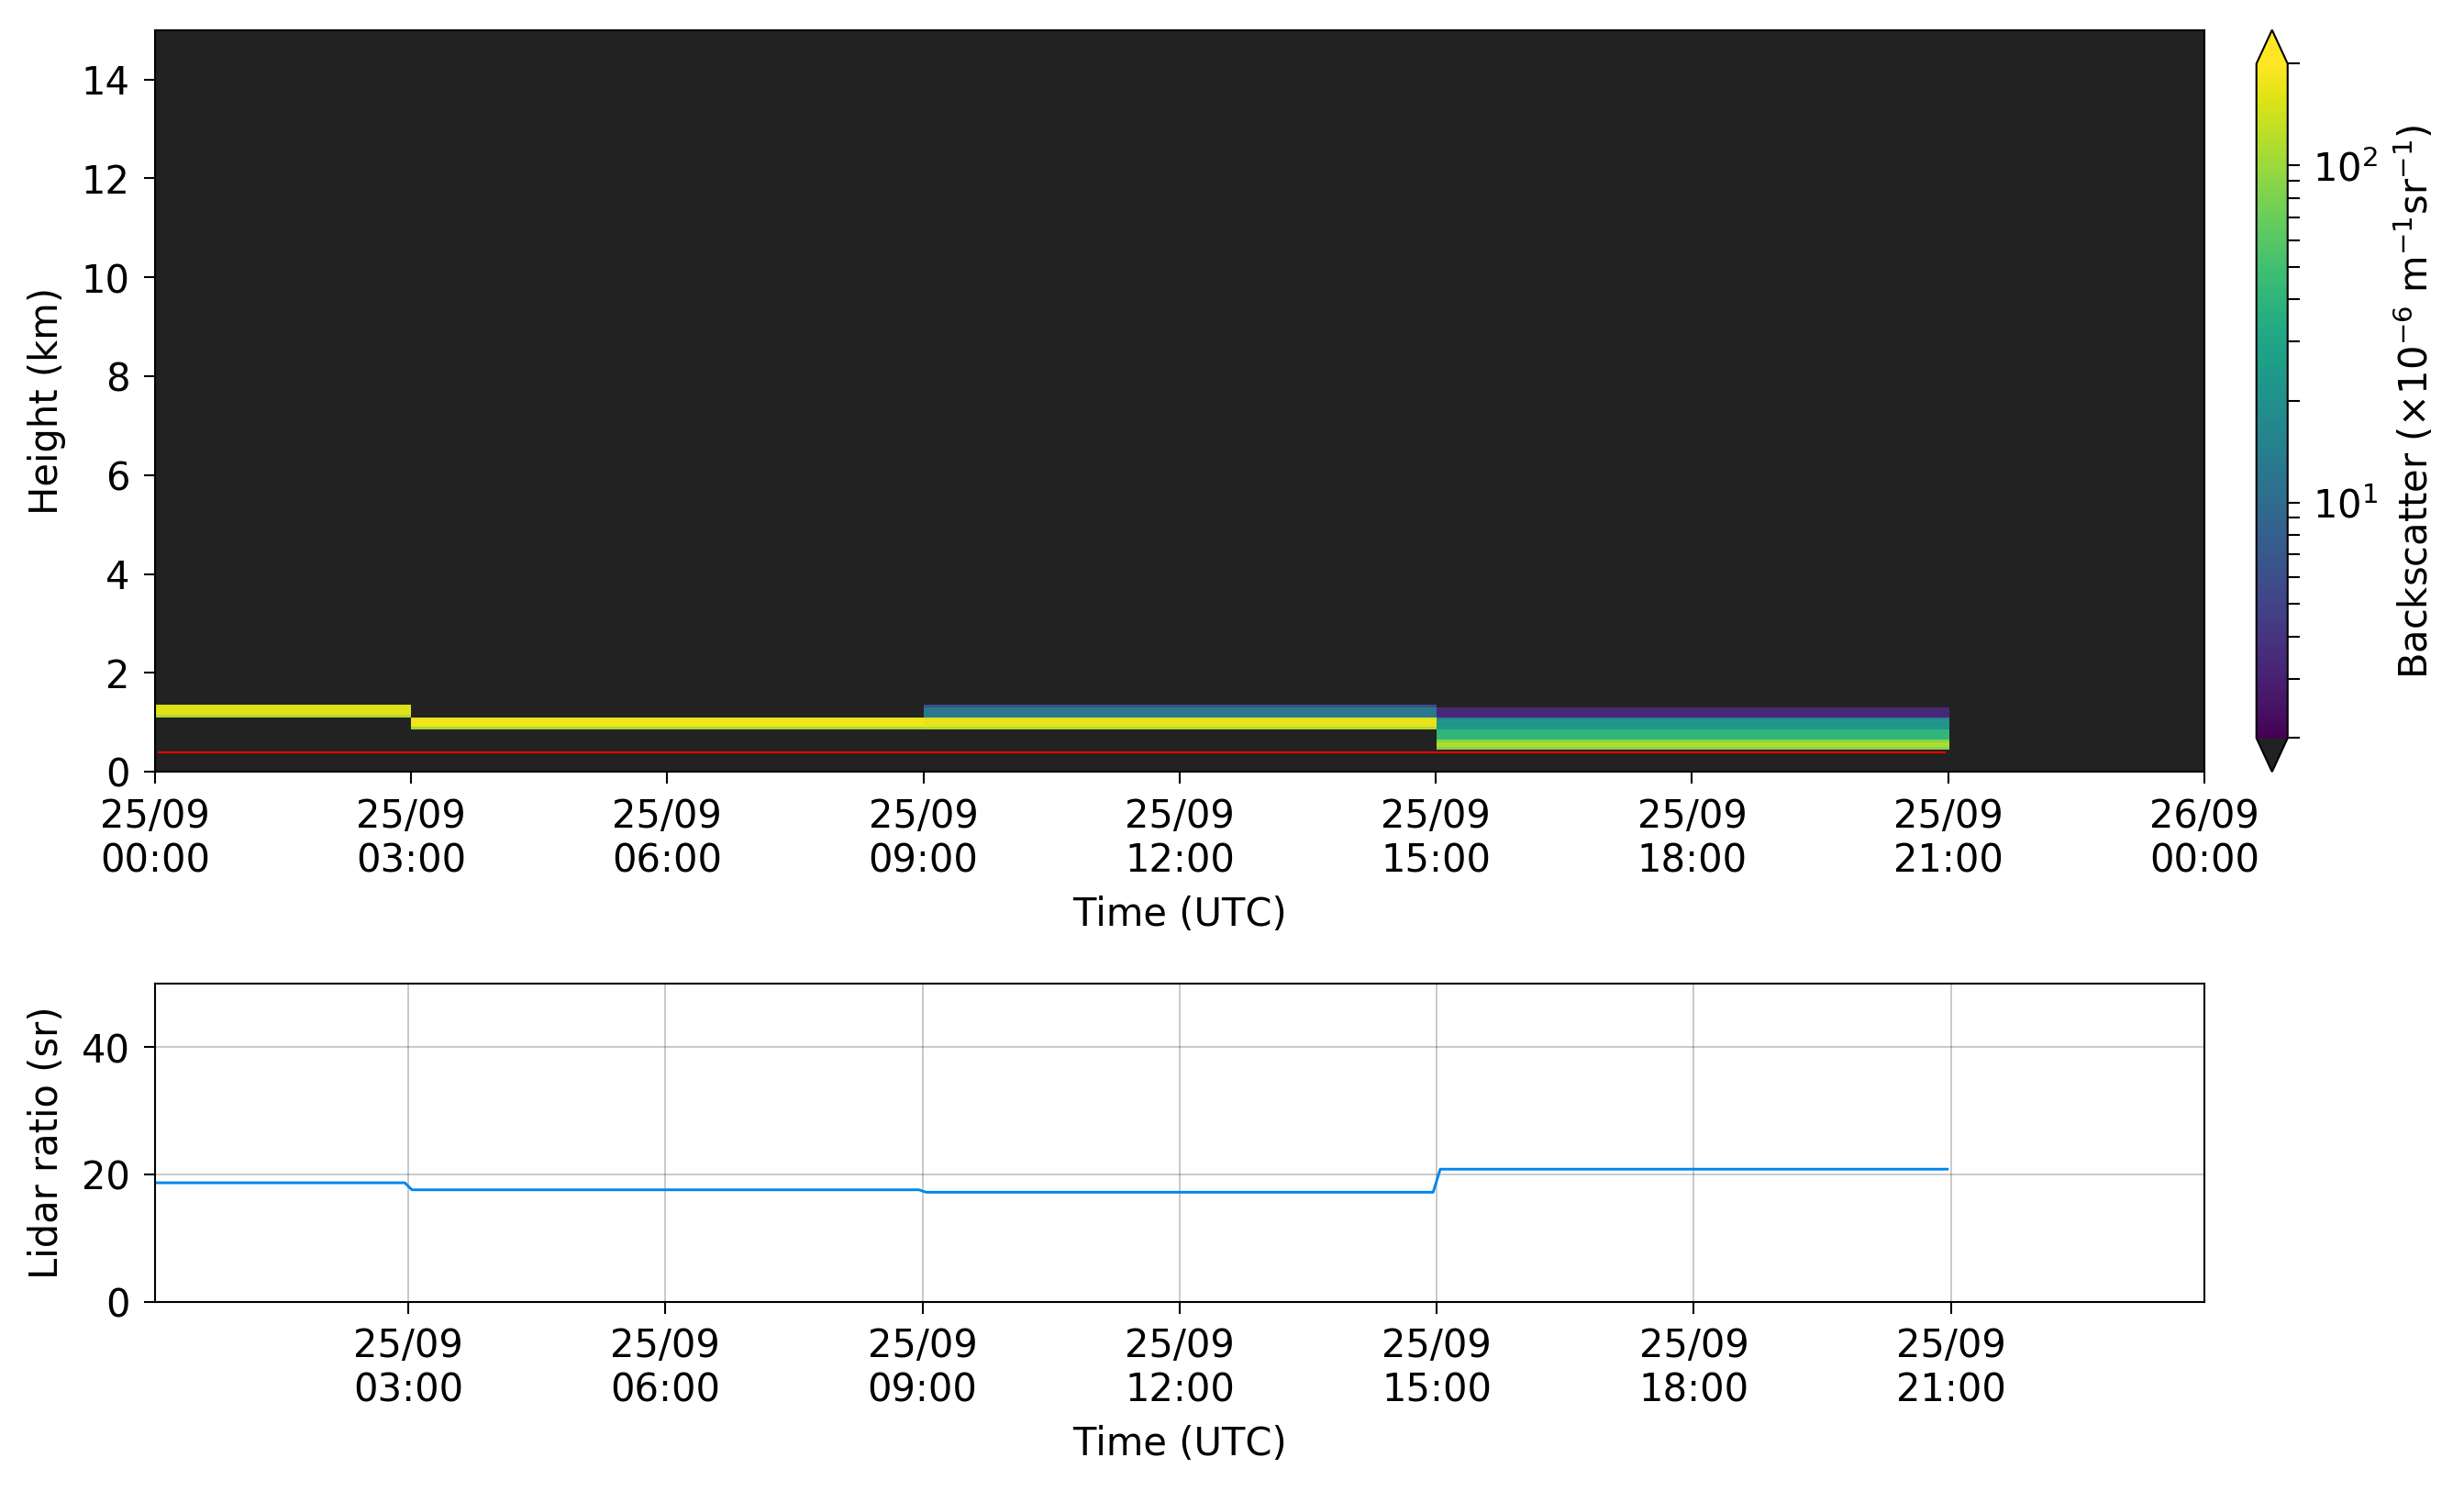 14
12
10
8
6
4
2
0
Height (km)
25/09 25/09 25/09 25/09 25/09 25/09 25/09 25/09 26/09
00:00 03:00 06:00 09:00 12:00 15:00 18:00 21:00 00:00
Time (UTC)
10²
10¹
Backscatter (×10⁻⁶ m⁻¹sr⁻¹)
40
20
0
Lidar ratio (sr)
25/09 25/09 25/09 25/09 25/09 25/09 25/09
03:00 06:00 09:00 12:00 15:00 18:00 21:00
Time (UTC)